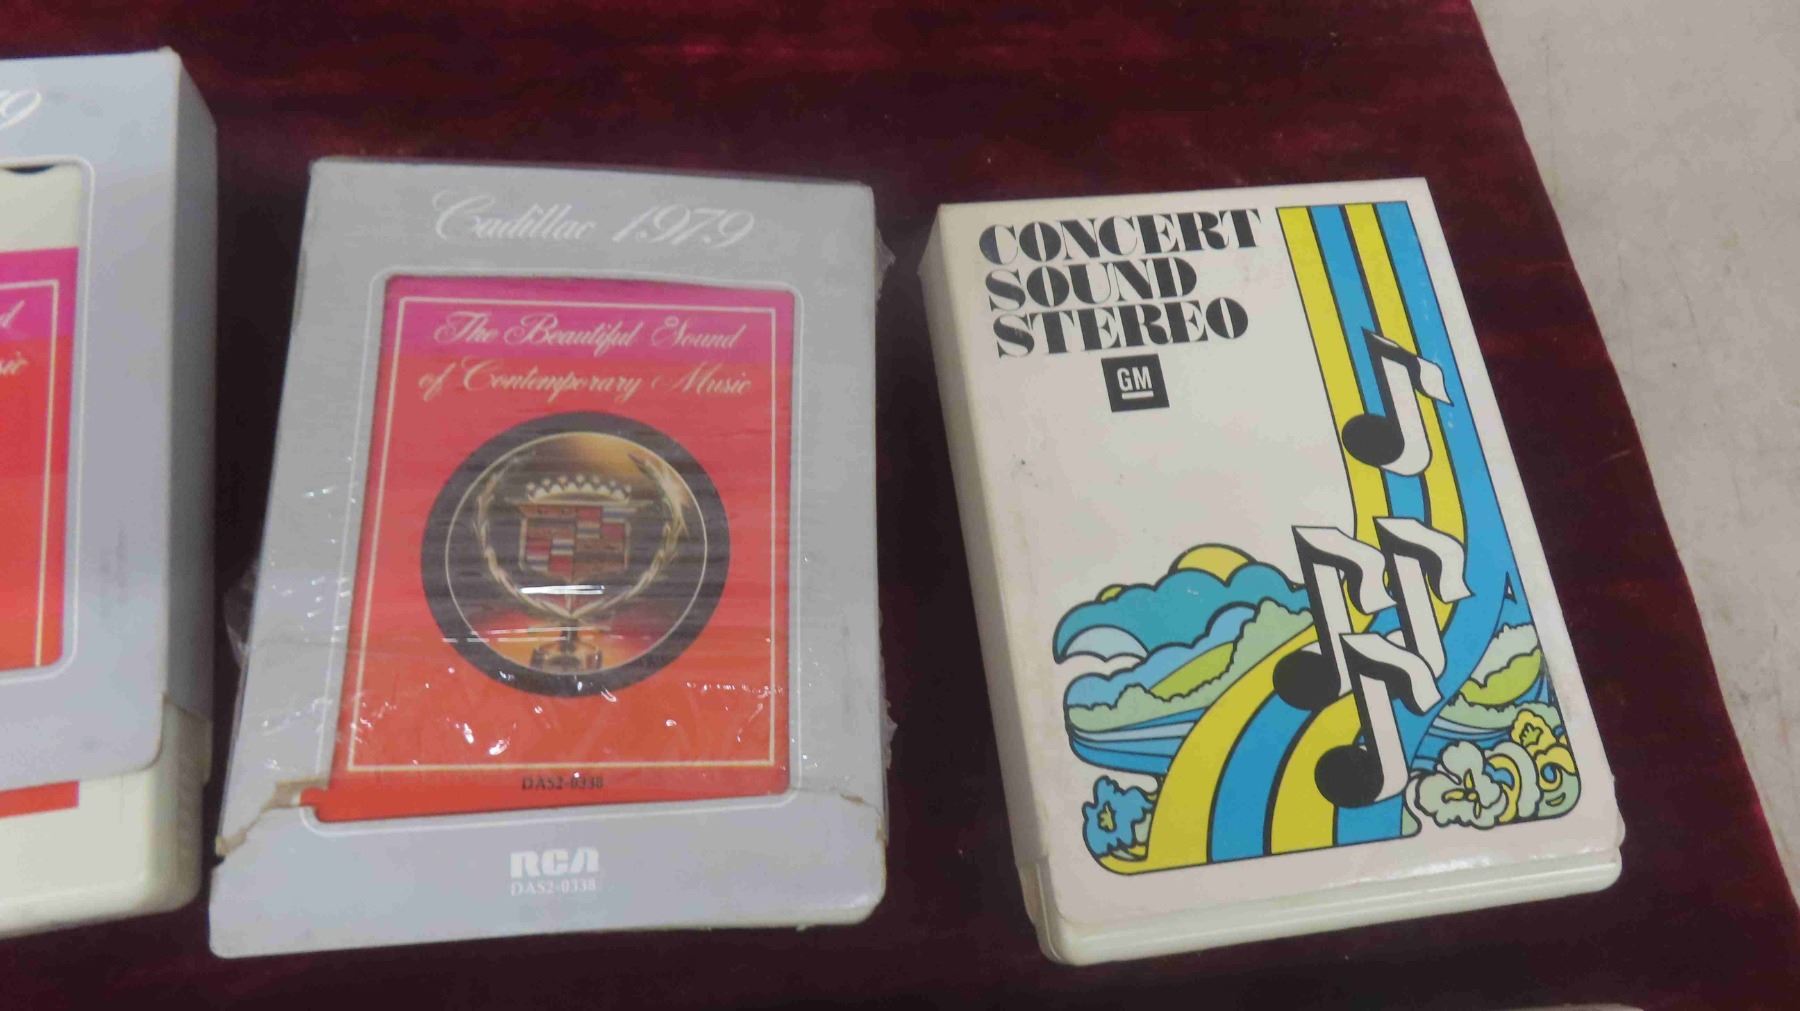 Cadillac 1979
The Beautiful Sound
of Contemporary Music
DAS2-0338
RCA
DAS2-0338
CONCERT
SOUND
STEREO
GM